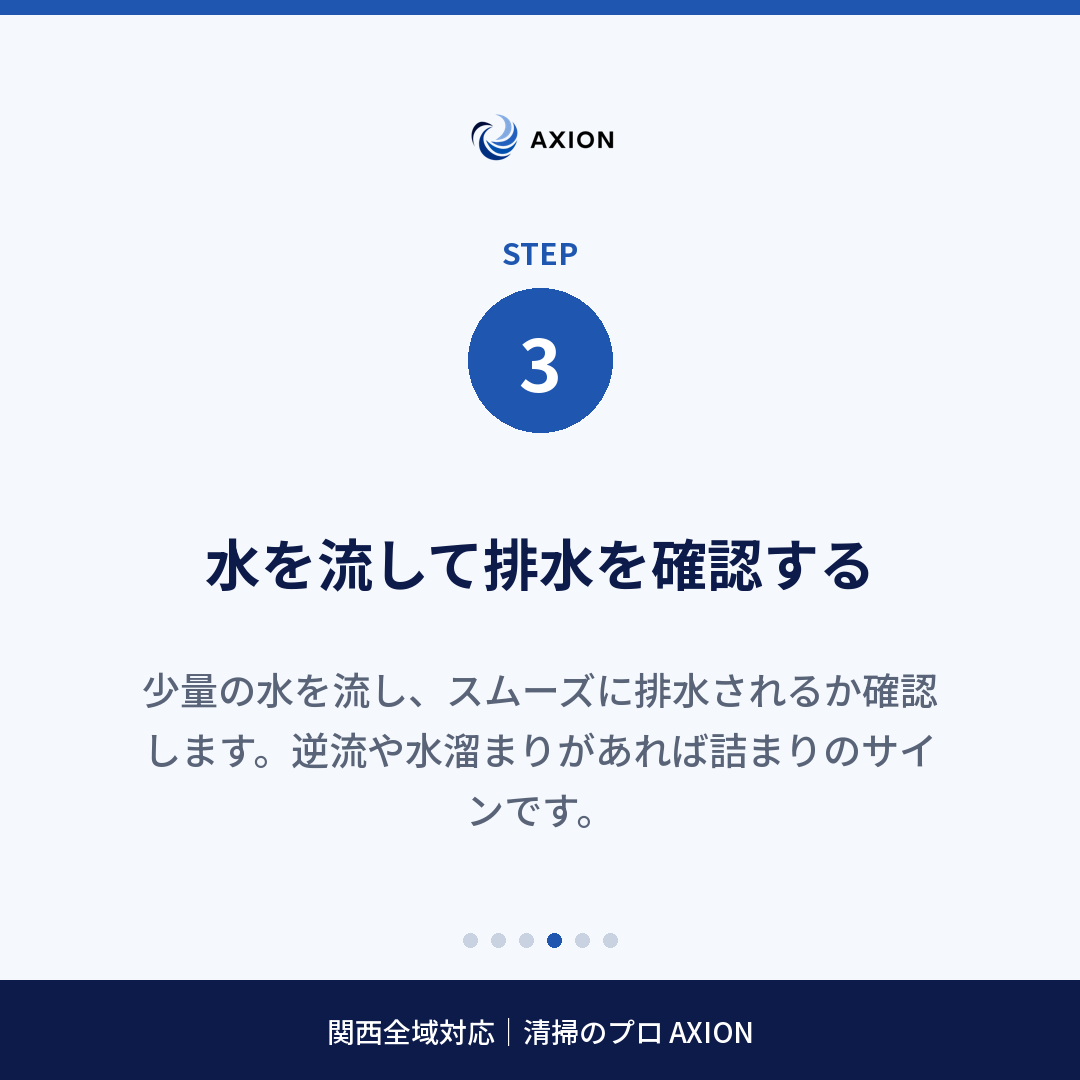 AXION
STEP
3
水を流して排水を確認する
少量の水を流し、スムーズに排水されるか確認
します。逆流や水溜まりがあれば詰まりのサイ
ンです。
関西全域対応｜清掃のプロ AXION